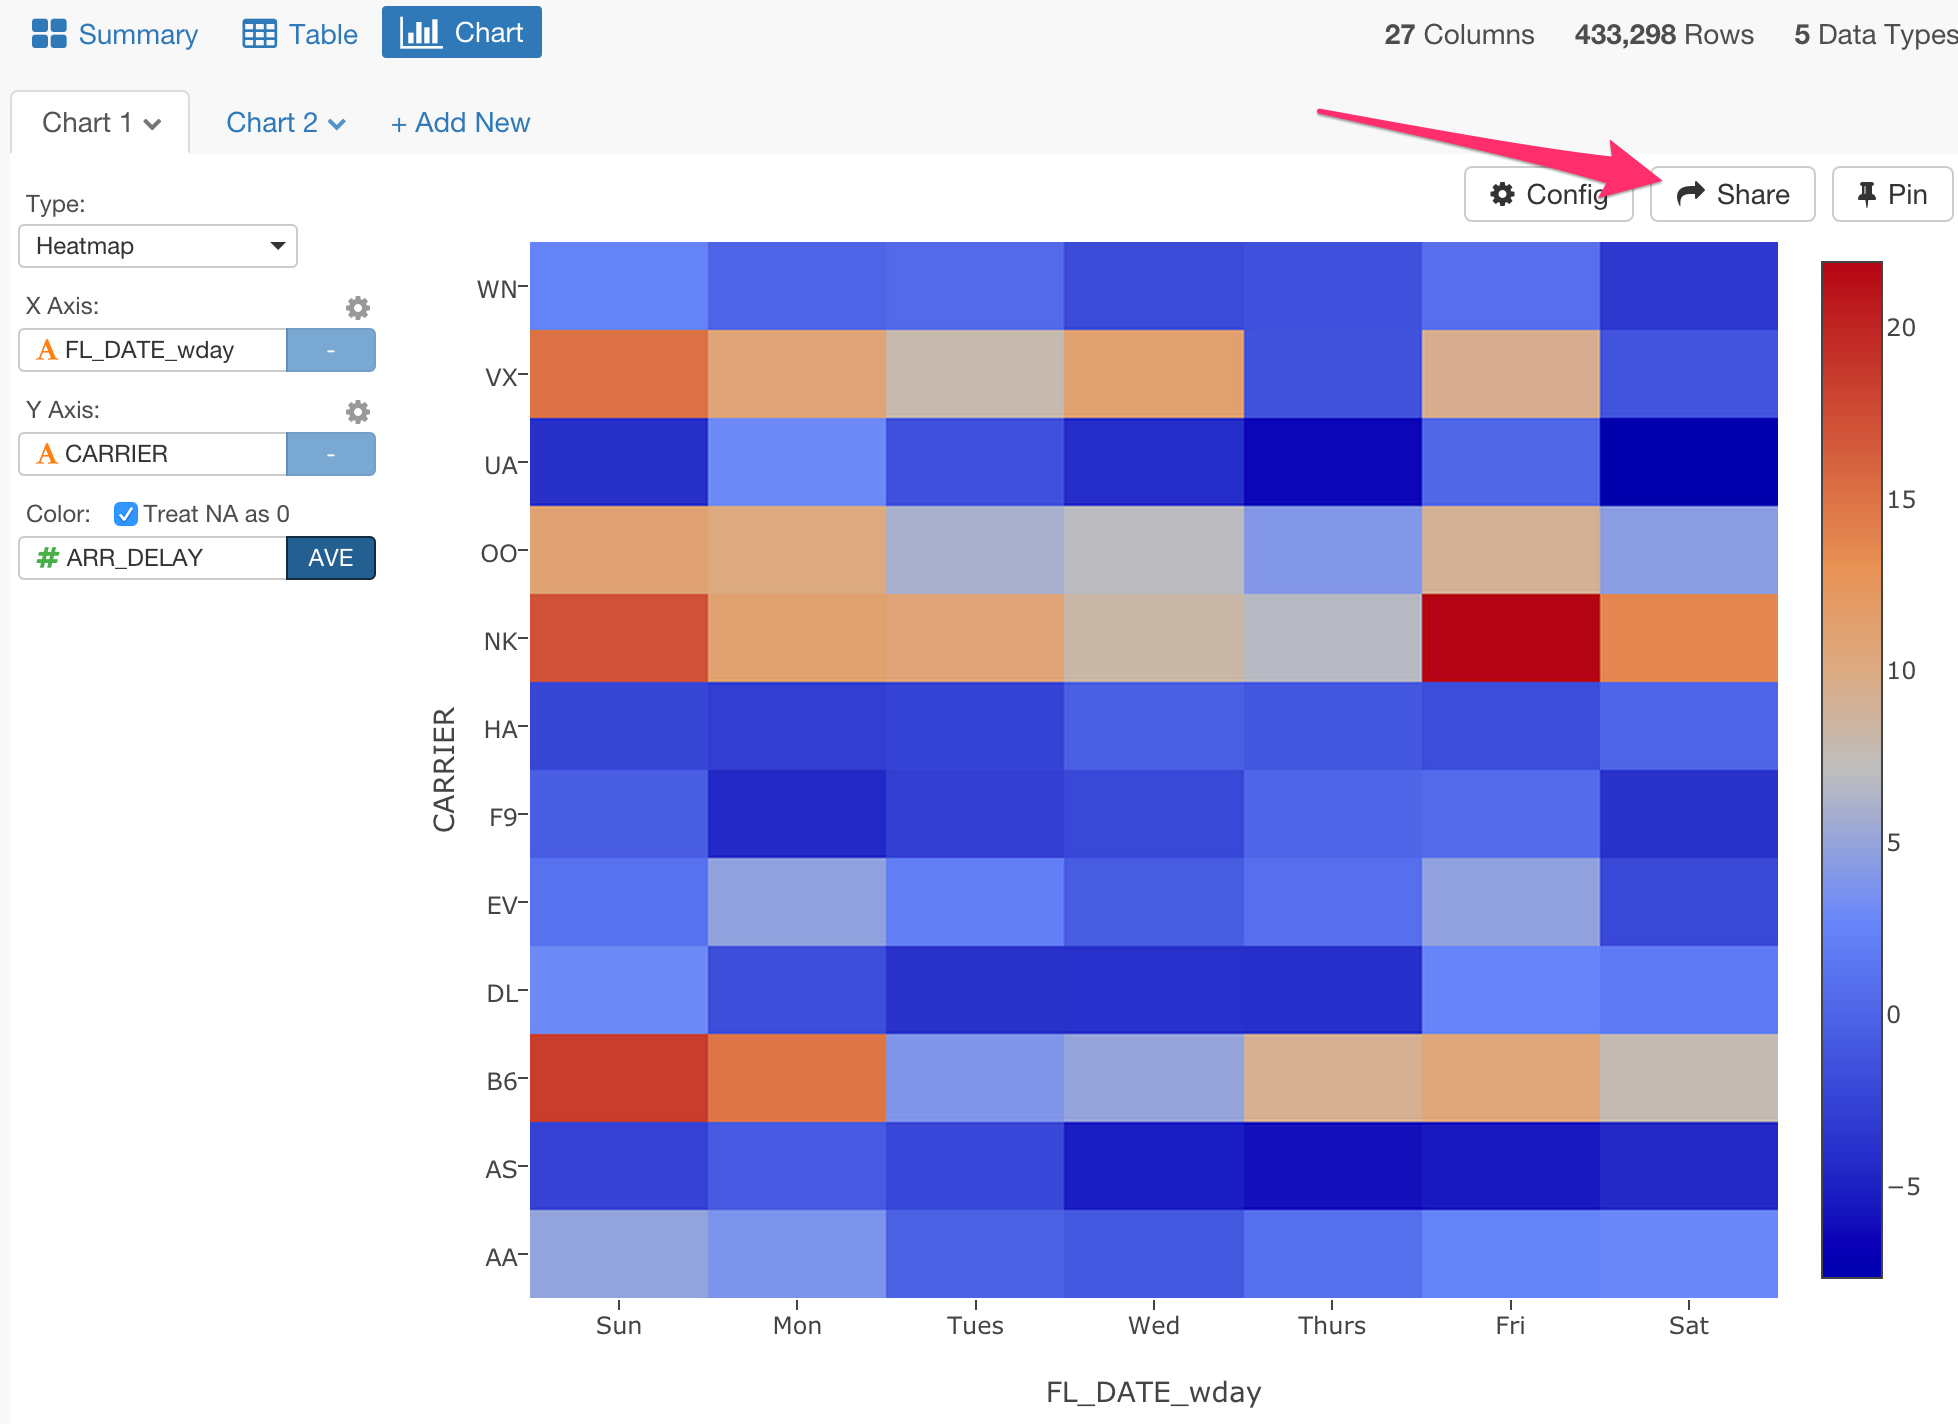 Summary Table Chart 27 Columns 433,298 Rows 5 Data Types
Chart 1 Chart 2 + Add New
Config Share Pin
Type:
Heatmap
X Axis:
A FL_DATE_wday -
Y Axis:
A CARRIER -
Color: Treat NA as 0
# ARR_DELAY AVE
CARRIER
WN
VX
UA
OO
NK
HA
F9
EV
DL
B6
AS
AA
Sun Mon Tues Wed Thurs Fri Sat
FL_DATE_wday
20
15
10
5
0
−5